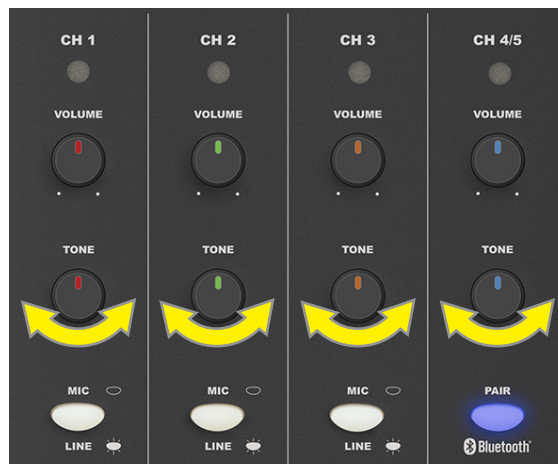 CH 1
VOLUME
TONE
MIC
LINE
CH 2
VOLUME
TONE
MIC
LINE
CH 3
VOLUME
TONE
MIC
LINE
CH 4/5
VOLUME
TONE
PAIR
Bluetooth®